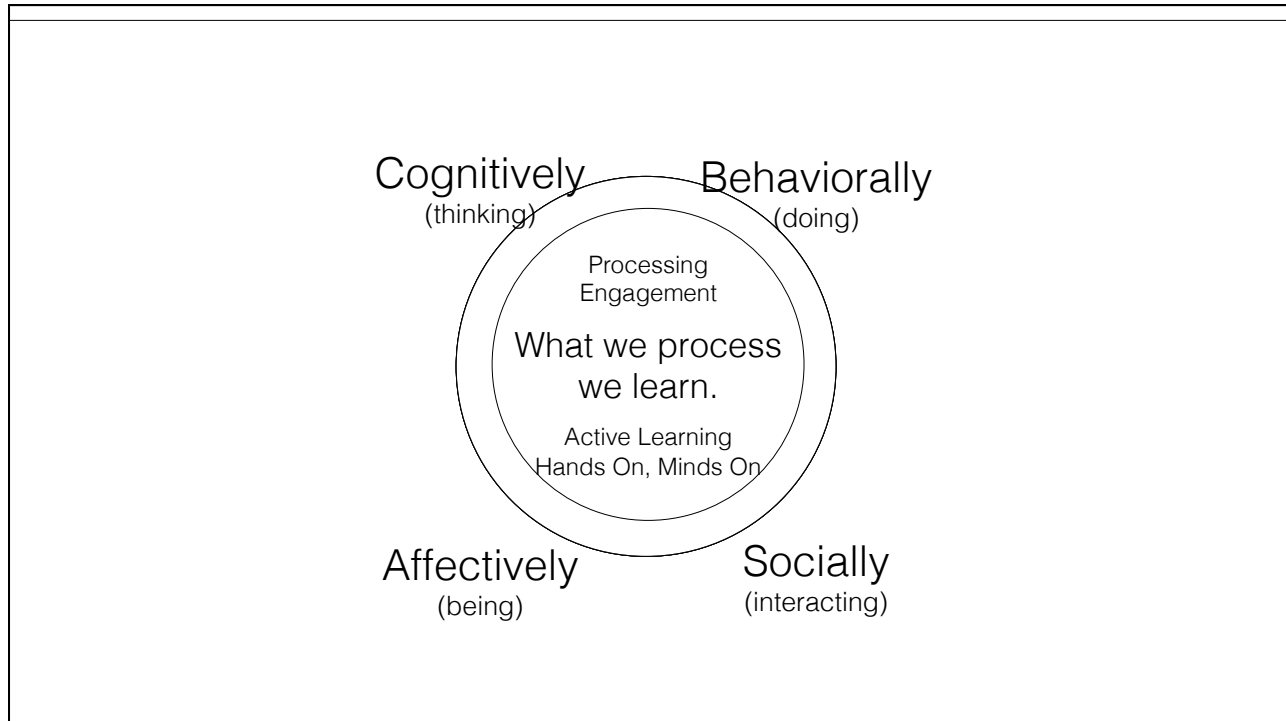 Cognitively
(thinking)
Behaviorally
(doing)
Processing
Engagement
What we process
we learn.
Active Learning
Hands On, Minds On
Affectively
(being)
Socially
(interacting)